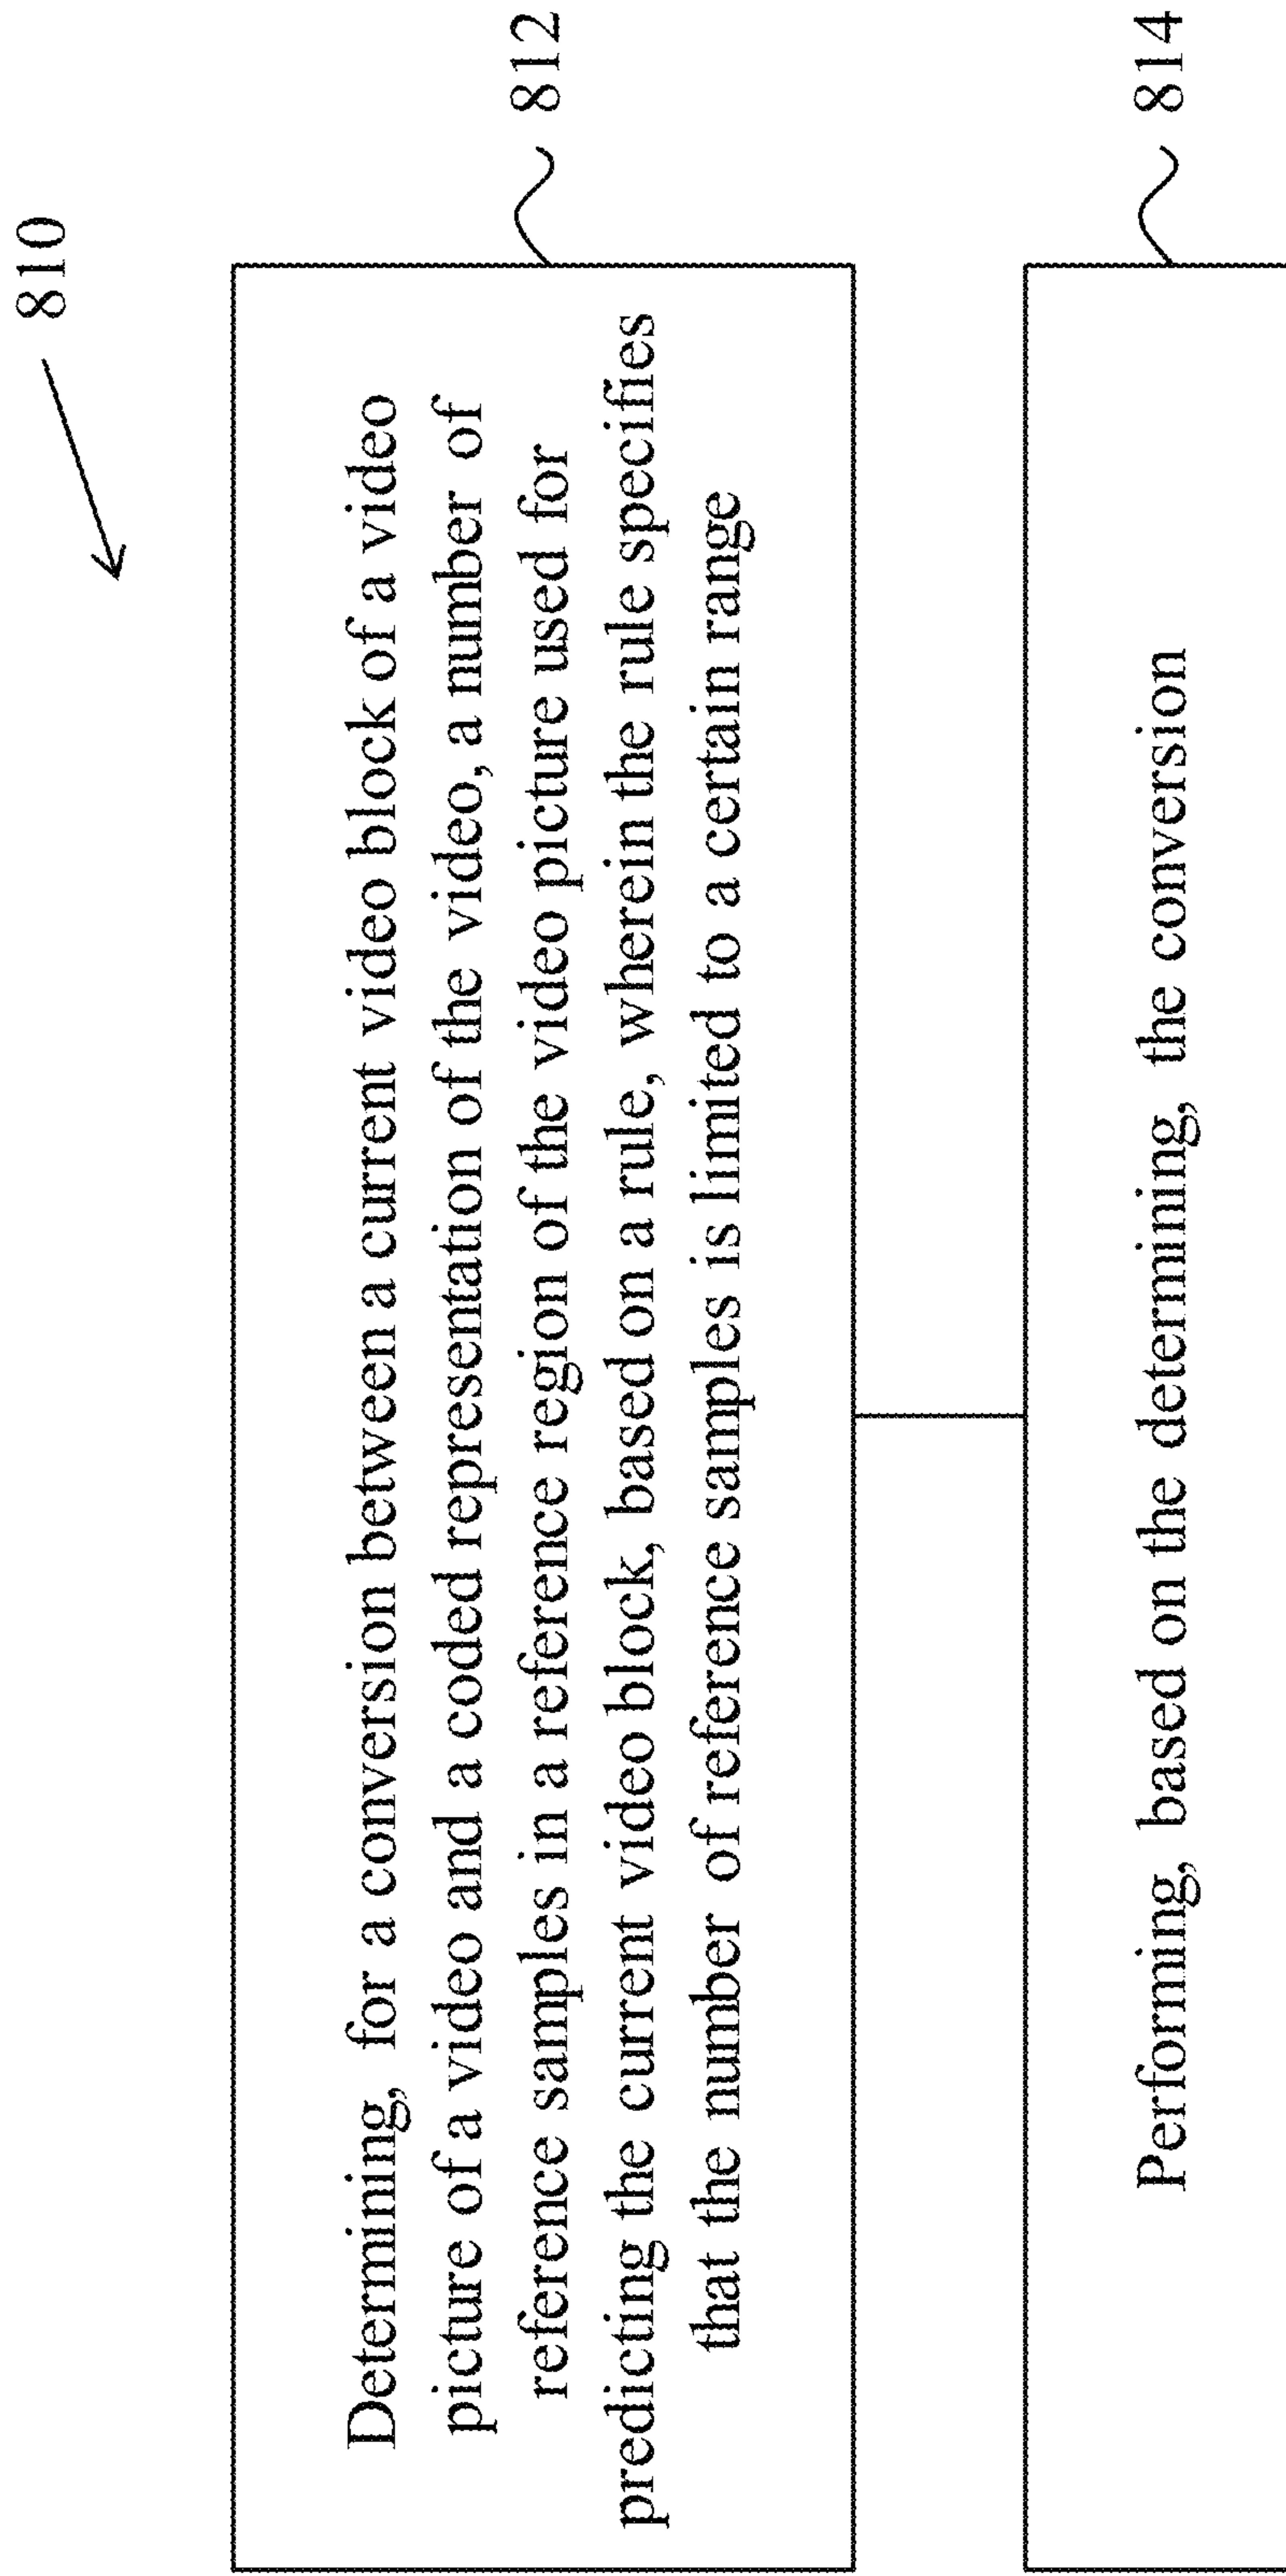 810
Determining, for a conversion between a current video block of a video
picture of a video and a coded representation of the video, a number of
reference samples in a reference region of the video picture used for
predicting the current video block, based on a rule, wherein the rule specifies
that the number of reference samples is limited to a certain range
812
Performing, based on the determining, the conversion
814